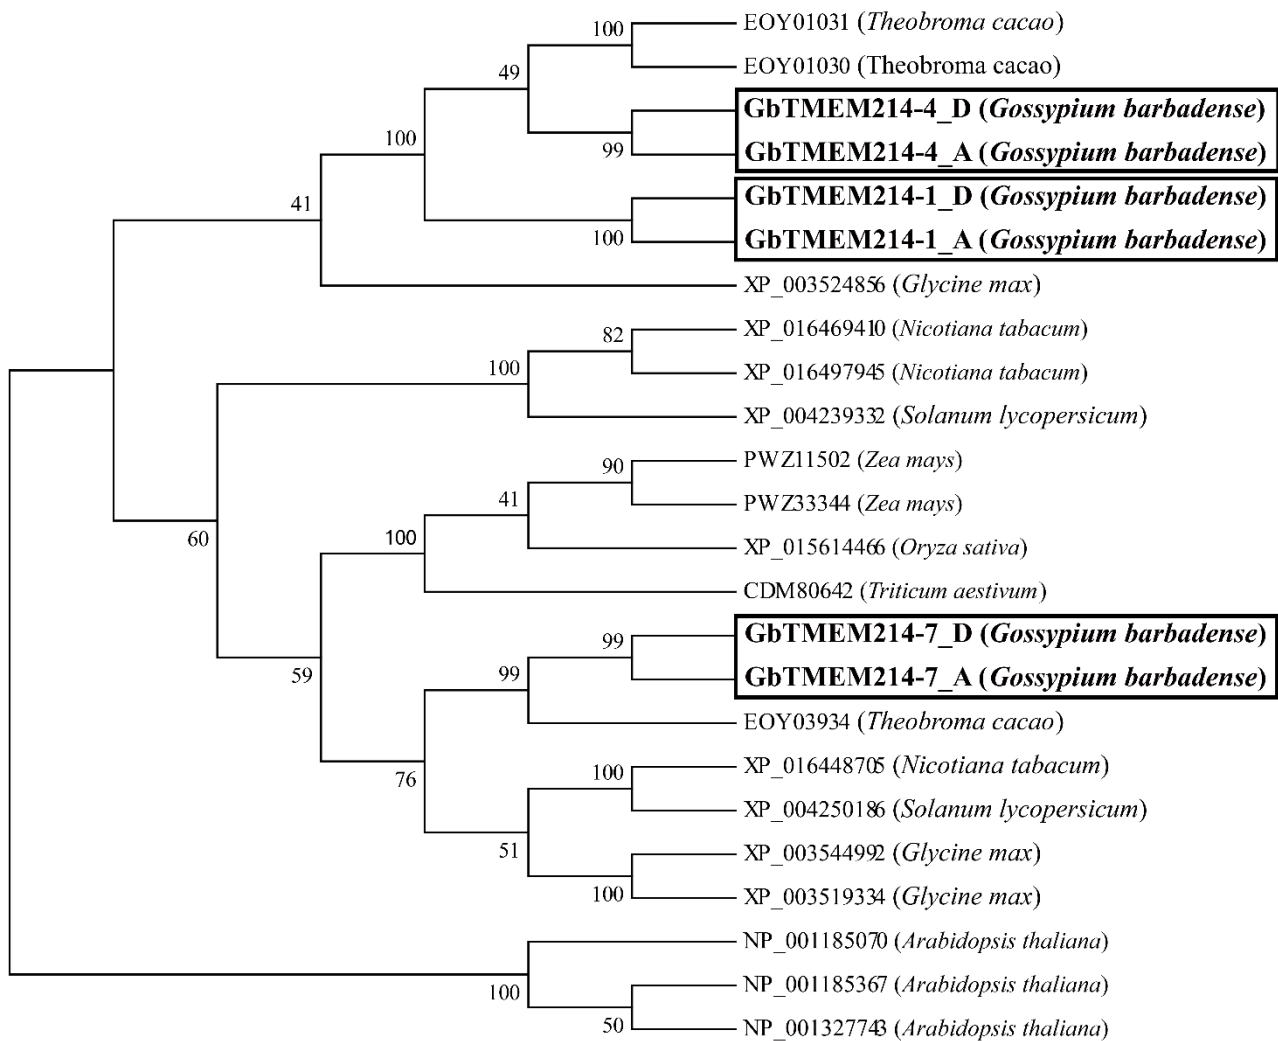 EOY01031 (Theobroma cacao)
100
EOY01030 (Theobroma cacao)
49
GbTMEM214-4_D (Gossypium barbadense)
100
GbTMEM214-4_A (Gossypium barbadense)
99
GbTMEM214-1_D (Gossypium barbadense)
41
GbTMEM214-1_A (Gossypium barbadense)
100
XP_003524856 (Glycine max)
XP_016469410 (Nicotiana tabacum)
82
XP_016497945 (Nicotiana tabacum)
100
XP_004239332 (Solanum lycopersicum)
PWZ11502 (Zea mays)
90
PWZ33344 (Zea mays)
41
XP_015614466 (Oryza sativa)
60
100
CDM80642 (Triticum aestivum)
GbTMEM214-7_D (Gossypium barbadense)
99
GbTMEM214-7_A (Gossypium barbadense)
59
99
EOY03934 (Theobroma cacao)
XP_016448705 (Nicotiana tabacum)
76
100
XP_004250186 (Solanum lycopersicum)
51
XP_003544992 (Glycine max)
XP_003519334 (Glycine max)
100
NP_001185070 (Arabidopsis thaliana)
NP_001185367 (Arabidopsis thaliana)
100
NP_001327743 (Arabidopsis thaliana)
50